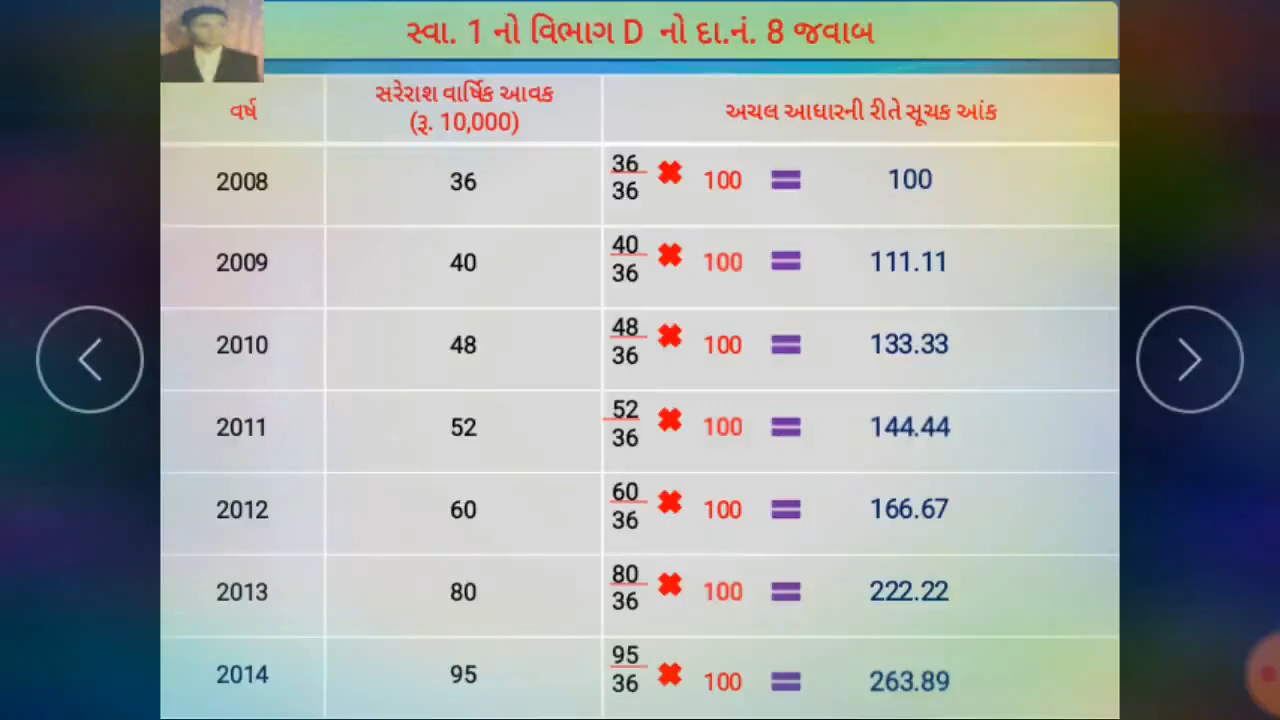 સ્વા. 1 નો વિભાગ D નો દા.નં. 8 જવાબ
વર્ષ સરેરાશ વાર્ષિક આવક (રૂ. 10,000) અચલ આધારની રીતે સૂચક આંક
2008 36 36/36 ✖ 100 = 100
2009 40 40/36 ✖ 100 = 111.11
2010 48 48/36 ✖ 100 = 133.33
2011 52 52/36 ✖ 100 = 144.44
2012 60 60/36 ✖ 100 = 166.67
2013 80 80/36 ✖ 100 = 222.22
2014 95 95/36 ✖ 100 = 263.89